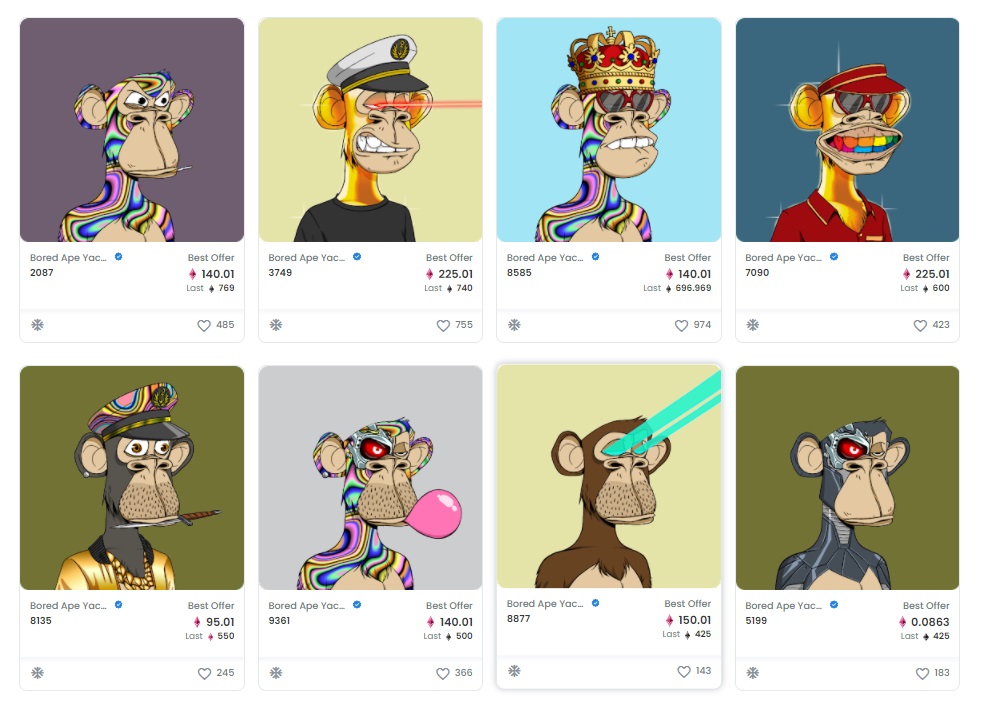 Bored Ape Yac... Best Offer
2087 140.01
Last 769
485
Bored Ape Yac... Best Offer
3749 225.01
Last 740
755
Bored Ape Yac... Best Offer
8585 140.01
Last 696.969
974
Bored Ape Yac... Best Offer
7090 225.01
Last 600
423
Bored Ape Yac... Best Offer
8135 95.01
Last 550
245
Bored Ape Yac... Best Offer
9361 140.01
Last 500
366
Bored Ape Yac... Best Offer
8877 150.01
Last 425
143
Bored Ape Yac... Best Offer
5199 0.0863
Last 425
183